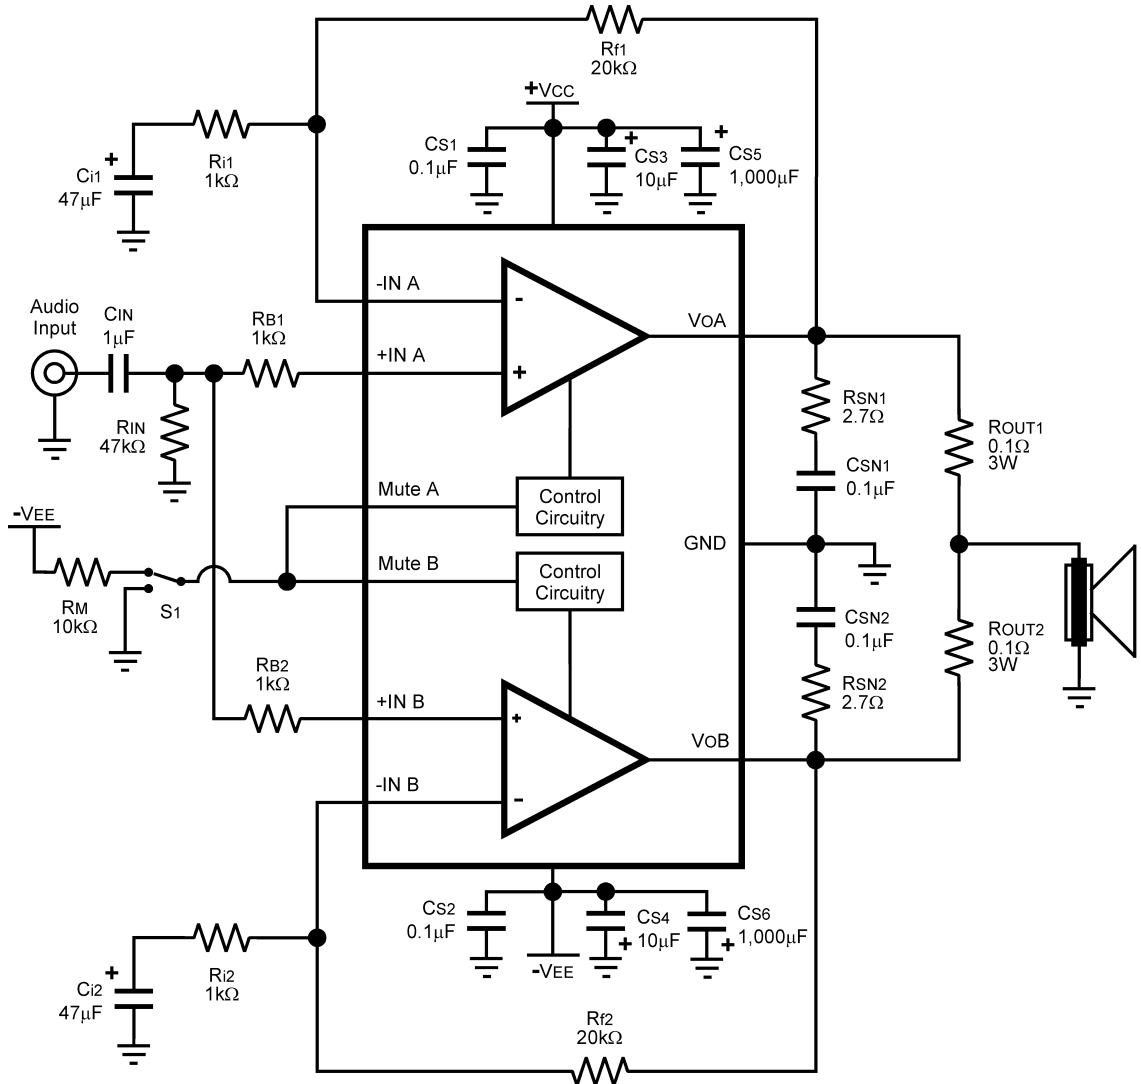 Rf1
20kΩ
+VCC
Ri1
1kΩ
+
Ci1
47μF
CS1
0.1μF
+
CS3
10μF
+
CS5
1,000μF
-IN A
-
Audio
Input
CIN
1μF
RB1
1kΩ
+IN A
+
VOA
RIN
47kΩ
RSN1
2.7Ω
ROUT1
0.1Ω
3W
CSN1
0.1μF
Mute A
Control
Circuitry
-VEE
GND
Mute B
Control
Circuitry
RM
10kΩ
S1
CSN2
0.1μF
ROUT2
0.1Ω
3W
RB2
1kΩ
RSN2
2.7Ω
+IN B
+
VOB
-IN B
-
CS2
0.1μF
CS4
10μF
+
CS6
1,000μF
+
-VEE
Ri2
1kΩ
+
Ci2
47μF
Rf2
20kΩ